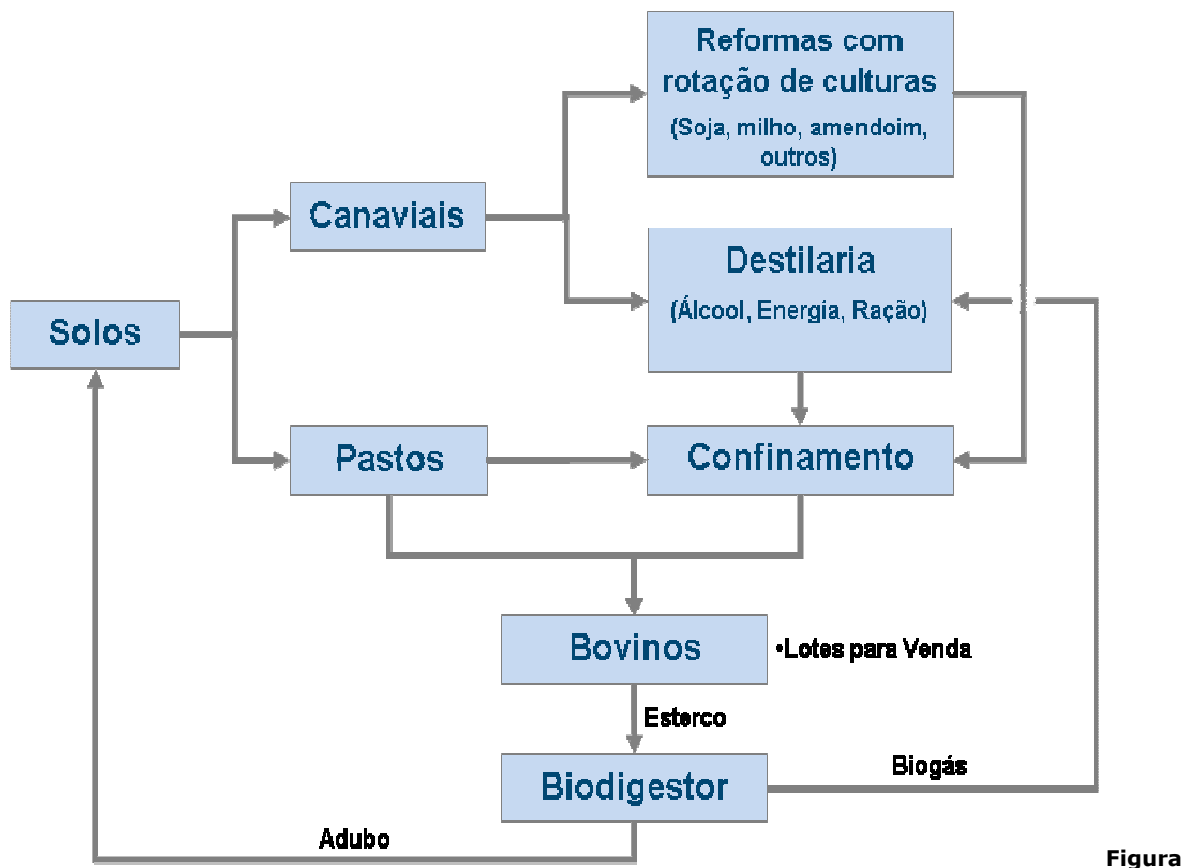 Reformas com
rotação de culturas
(Soja, milho, amendoim,
outros)
Canaviais
Destilaria
(Álcool, Energia, Ração)
Solos
Pastos
Confinamento
Bovinos
•Lotes para Venda
Esterco
Biodigestor
Biogás
Adubo
Figura